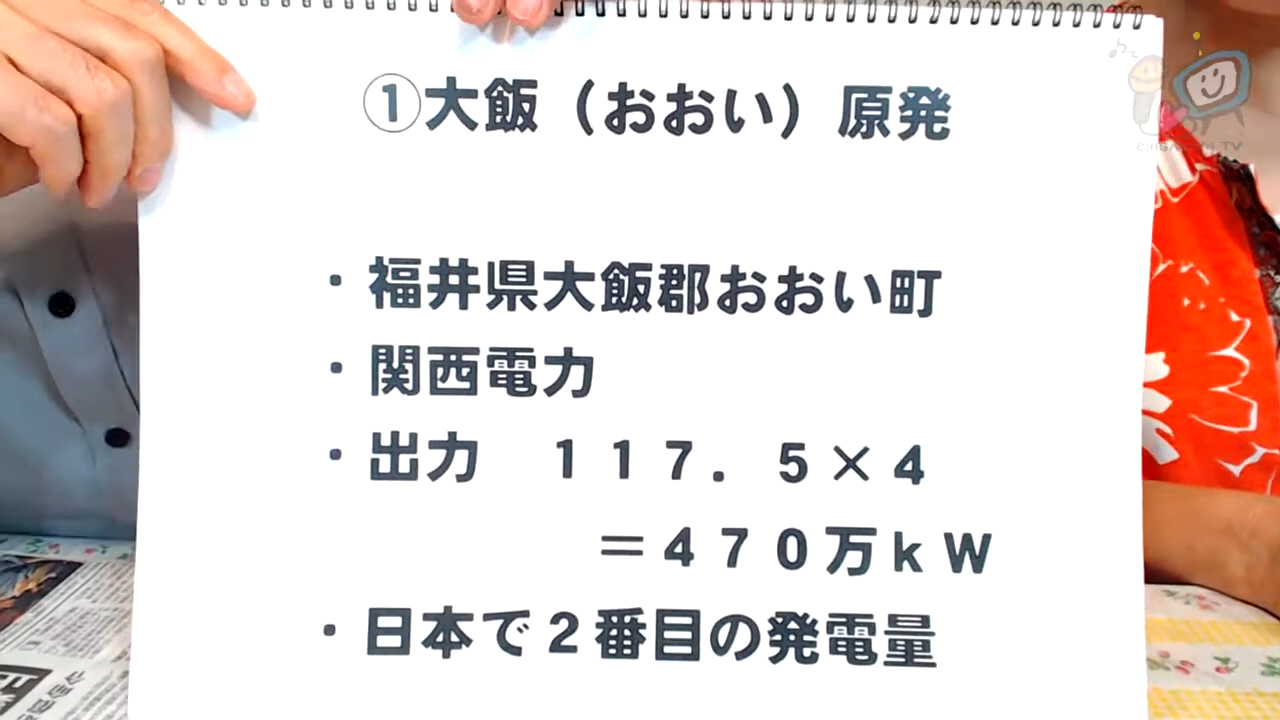 ①大飯（おおい）原発
・福井県大飯郡おおい町
・関西電力
・出力　１１７．５×４
＝４７０万ｋＷ
・日本で２番目の発電量